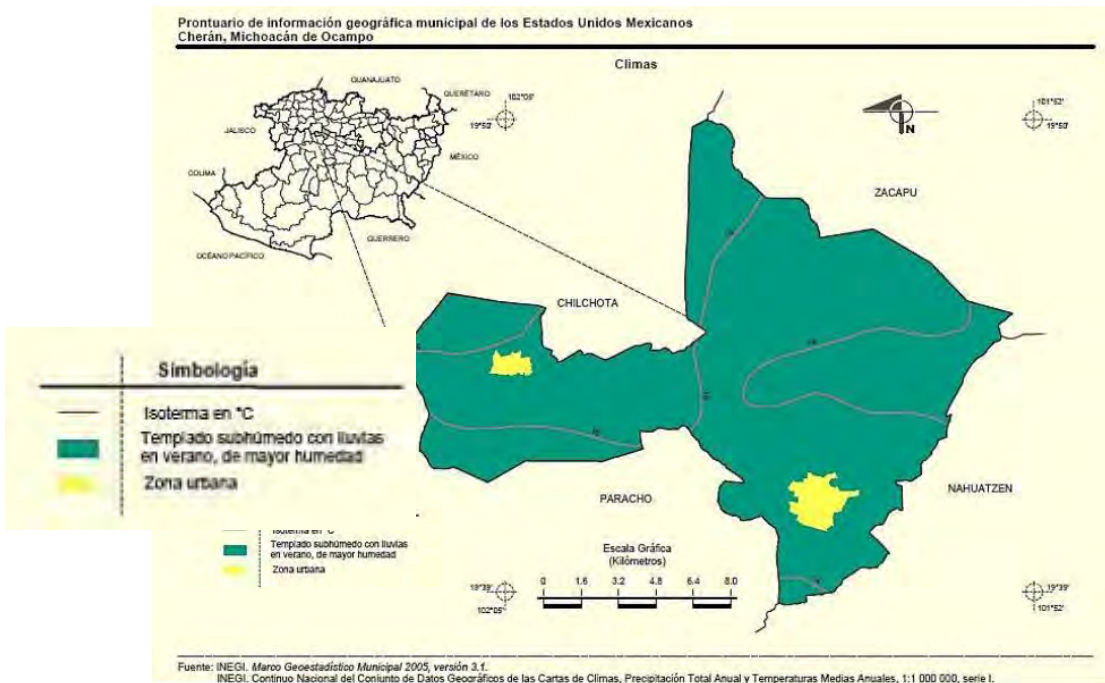 Prontuario de información geográfica municipal de los Estados Unidos Mexicanos
Cherán, Michoacán de Ocampo
Climas
GUANAJUATO
QUERÉTARO
JALISCO
MÉXICO
COLIMA
GUERRERO
OCÉANO PACÍFICO
102°05'
19°50'
101°52'
19°50'
N
ZACAPU
CHILCHOTA
NAHUATZEN
PARACHO
Simbología
Isoterma en °C
Templado subhúmedo con lluvias
en verano, de mayor humedad
Zona urbana
Isoterma en °C
Templado subhúmedo con lluvias
en verano, de mayor humedad
Zona urbana
Escala Gráfica
(Kilómetros)
0 1.6 3.2 4.8 6.4 8.0
19°39'
102°05'
19°39'
101°52'
Fuente: INEGI. Marco Geoestadístico Municipal 2005, versión 3.1.
INEGI. Continuo Nacional del Conjunto de Datos Geográficos de las Cartas de Climas, Precipitación Total Anual y Temperaturas Medias Anuales, 1:1 000 000, serie I.